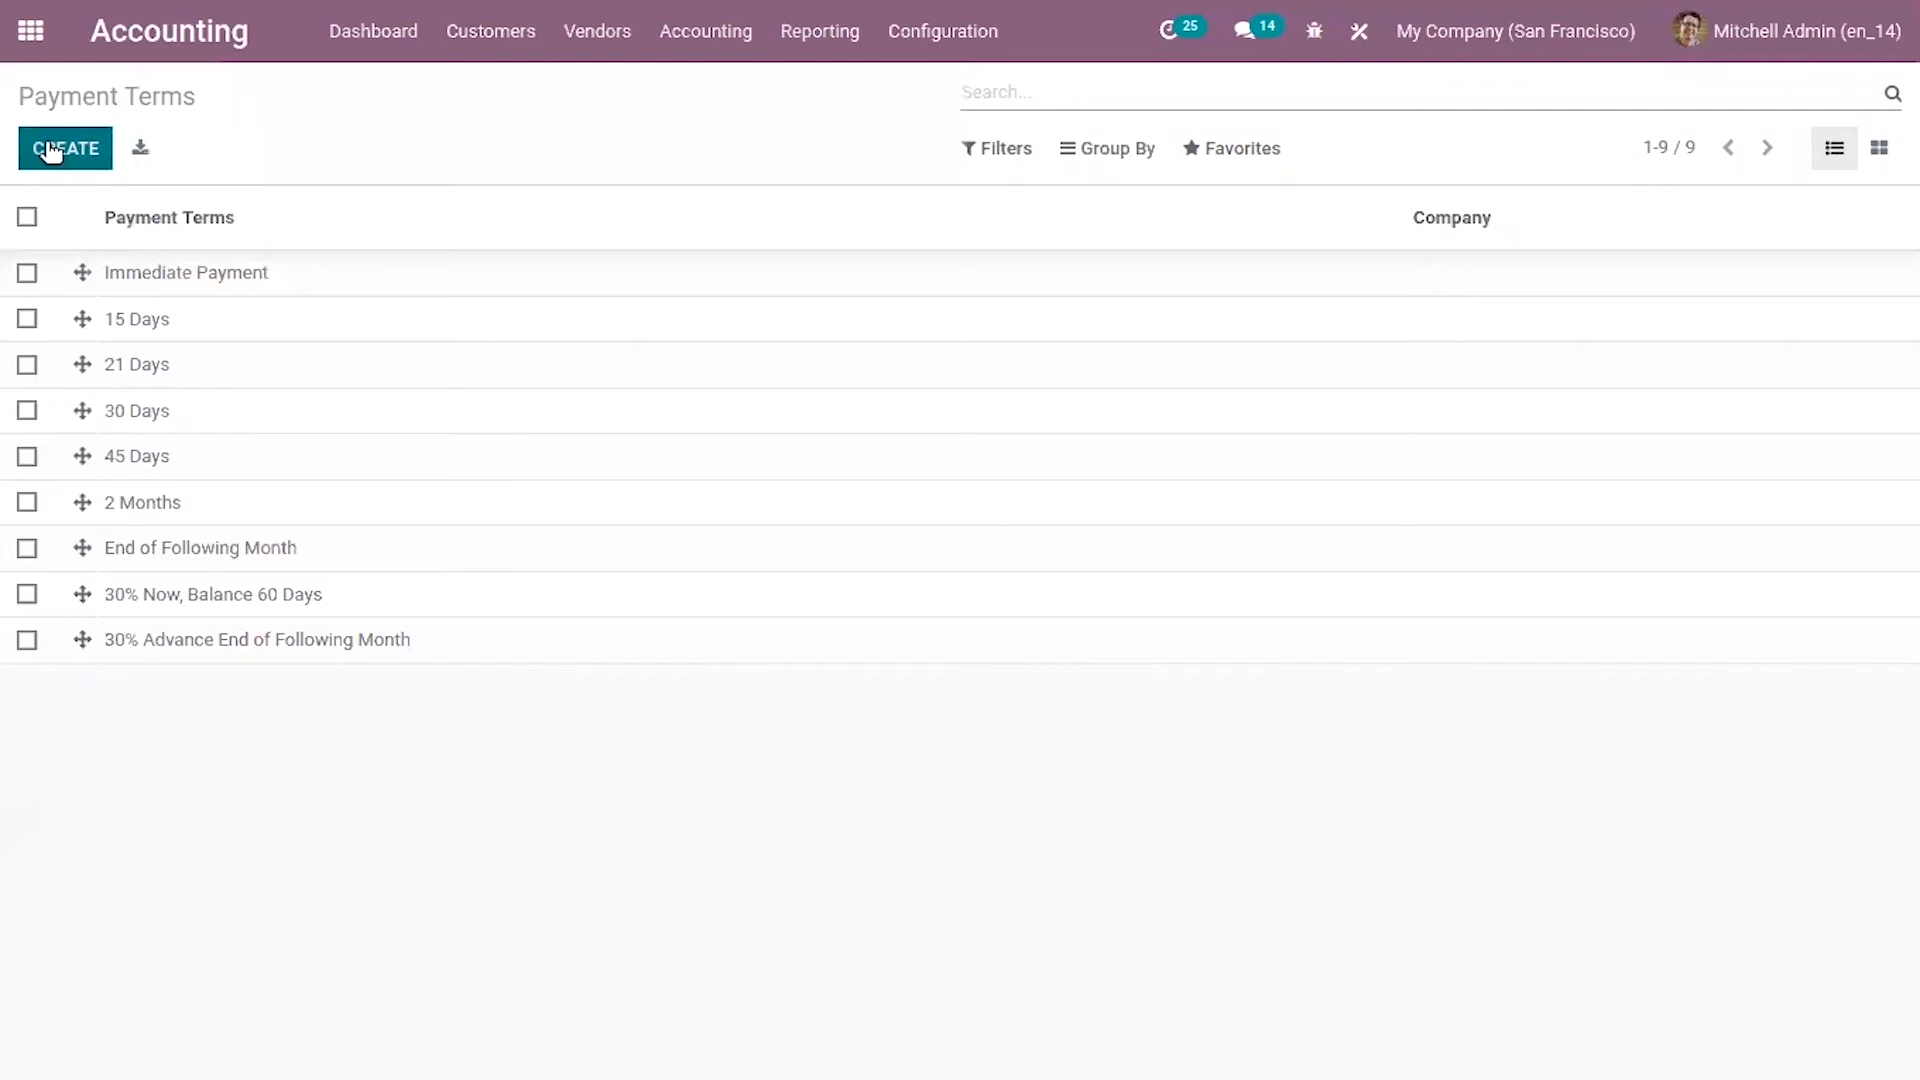 Accounting Dashboard Customers Vendors Accounting Reporting Configuration 25 14 My Company (San Francisco) Mitchell Admin (en_14)
Payment Terms Search...
CREATE Filters Group By Favorites 1-9 / 9
Payment Terms Company
Immediate Payment
15 Days
21 Days
30 Days
45 Days
2 Months
End of Following Month
30% Now, Balance 60 Days
30% Advance End of Following Month